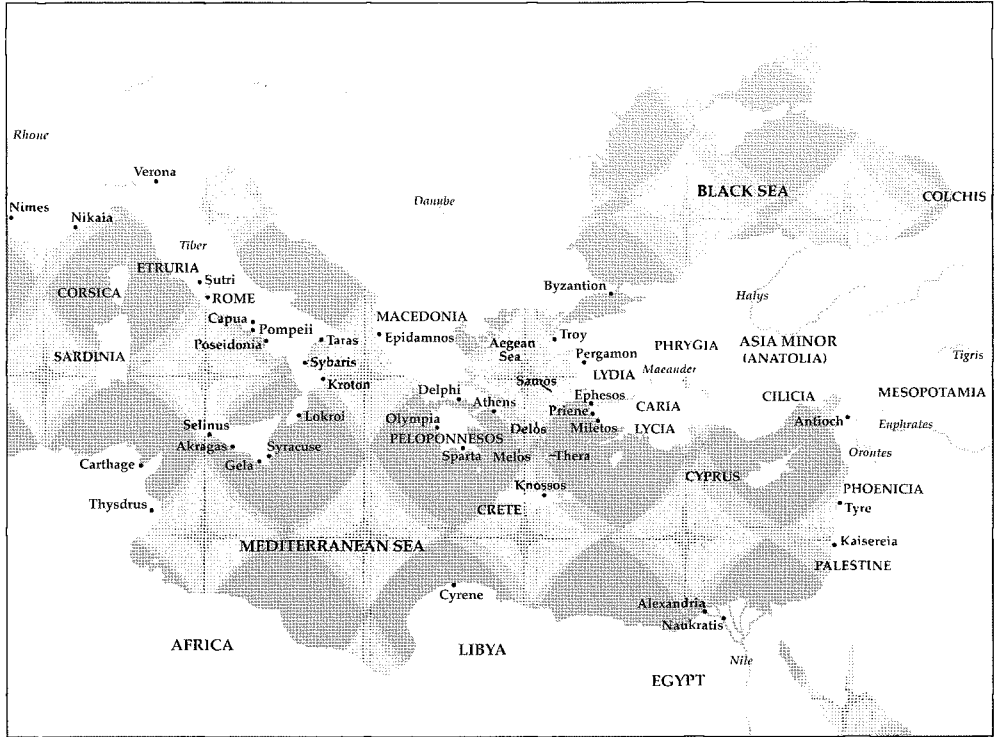 Rhone
Verona
Danube
BLACK SEA
COLCHIS
Nimes
Nikaia
Tiber
ETRURIA
Sutri
CORSICA
ROME
Byzantion
Halys
Capua
Pompeii
Poseidonia
Taras
MACEDONIA
Epidamnos
Aegean
Sea
Troy
PHRYGIA
ASIA MINOR
(ANATOLIA)
Tigris
SARDINIA
Sybaris
Kroton
Pergamon
LYDIA
Maeander
Samos
Delphi
Athens
Ephesos
Priene
CARIA
CILICIA
MESOPOTAMIA
Lokroi
Olympia
PELOPONNESOS
Delos
Miletos
LYCIA
Antioch
Euphrates
Selinus
Akragas
Syracuse
Gela
Sparta
Melos
Thera
Orontes
Carthage
Knossos
CYPRUS
PHOENICIA
Thysdrus
CRETE
Tyre
MEDITERRANEAN SEA
Kaisereia
PALESTINE
Cyrene
Alexandria
Naukratis
AFRICA
LIBYA
Nile
EGYPT